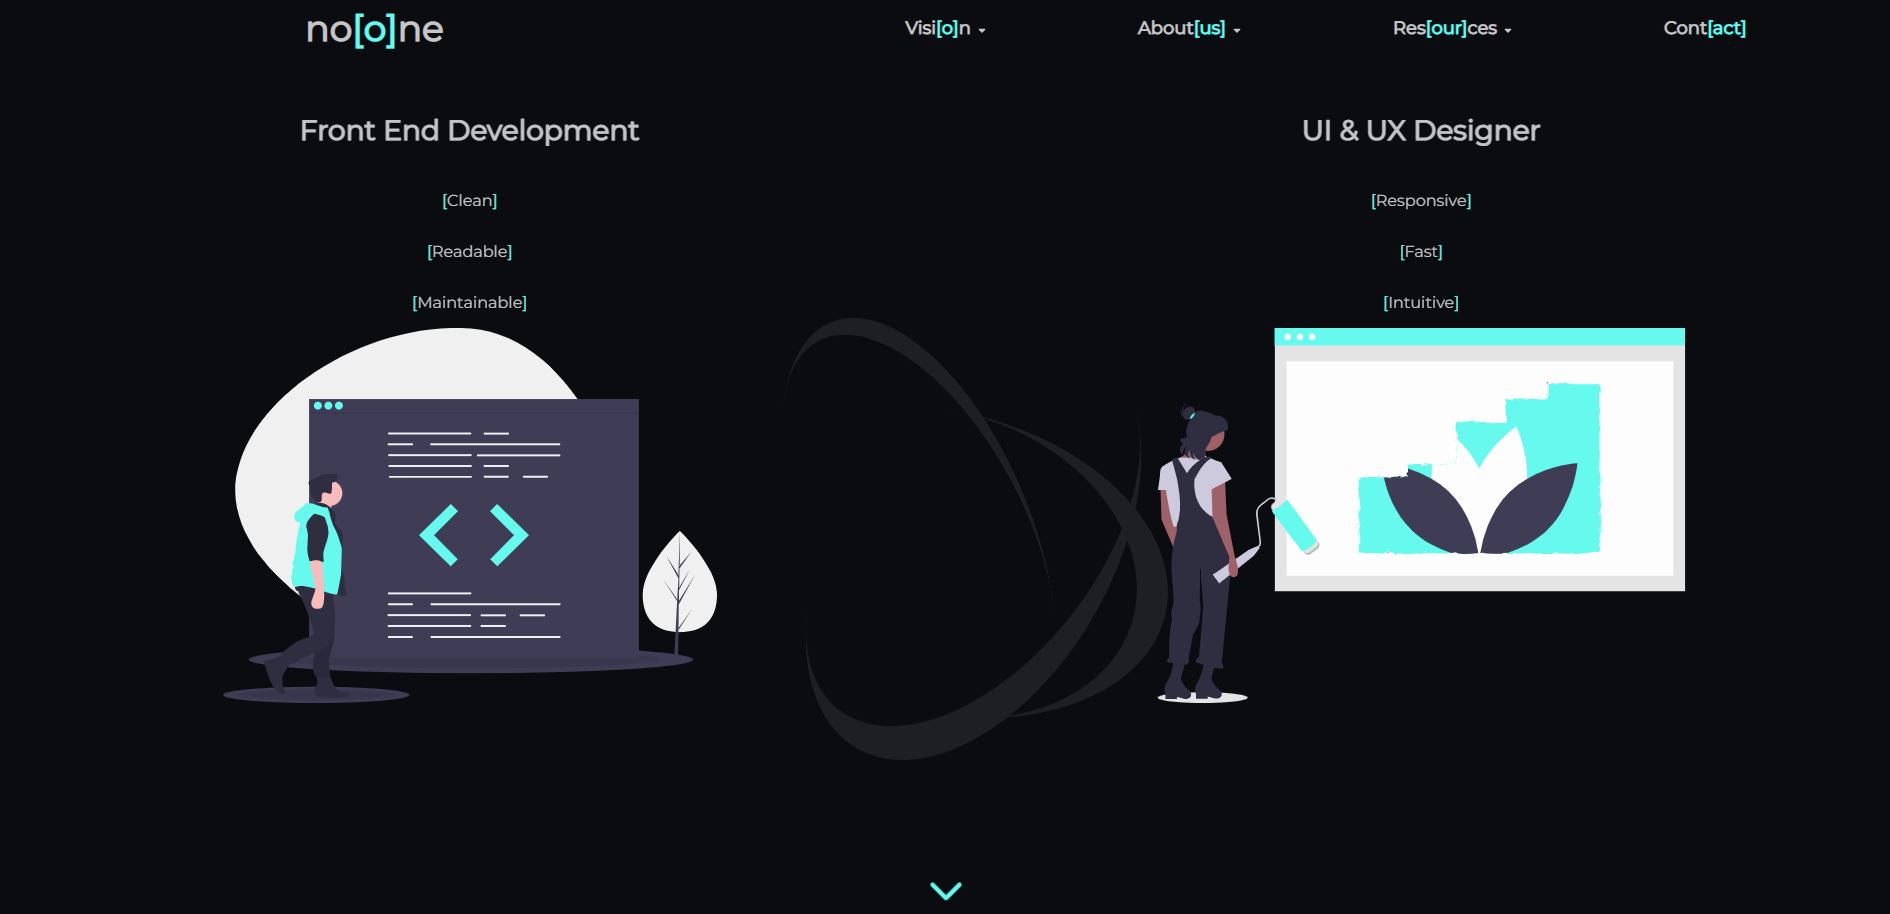 no[o]ne
Visi[o]n
About[us]
Res[our]ces
Cont[act]
Front End Development
[Clean]
[Readable]
[Maintainable]
UI & UX Designer
[Responsive]
[Fast]
[Intuitive]